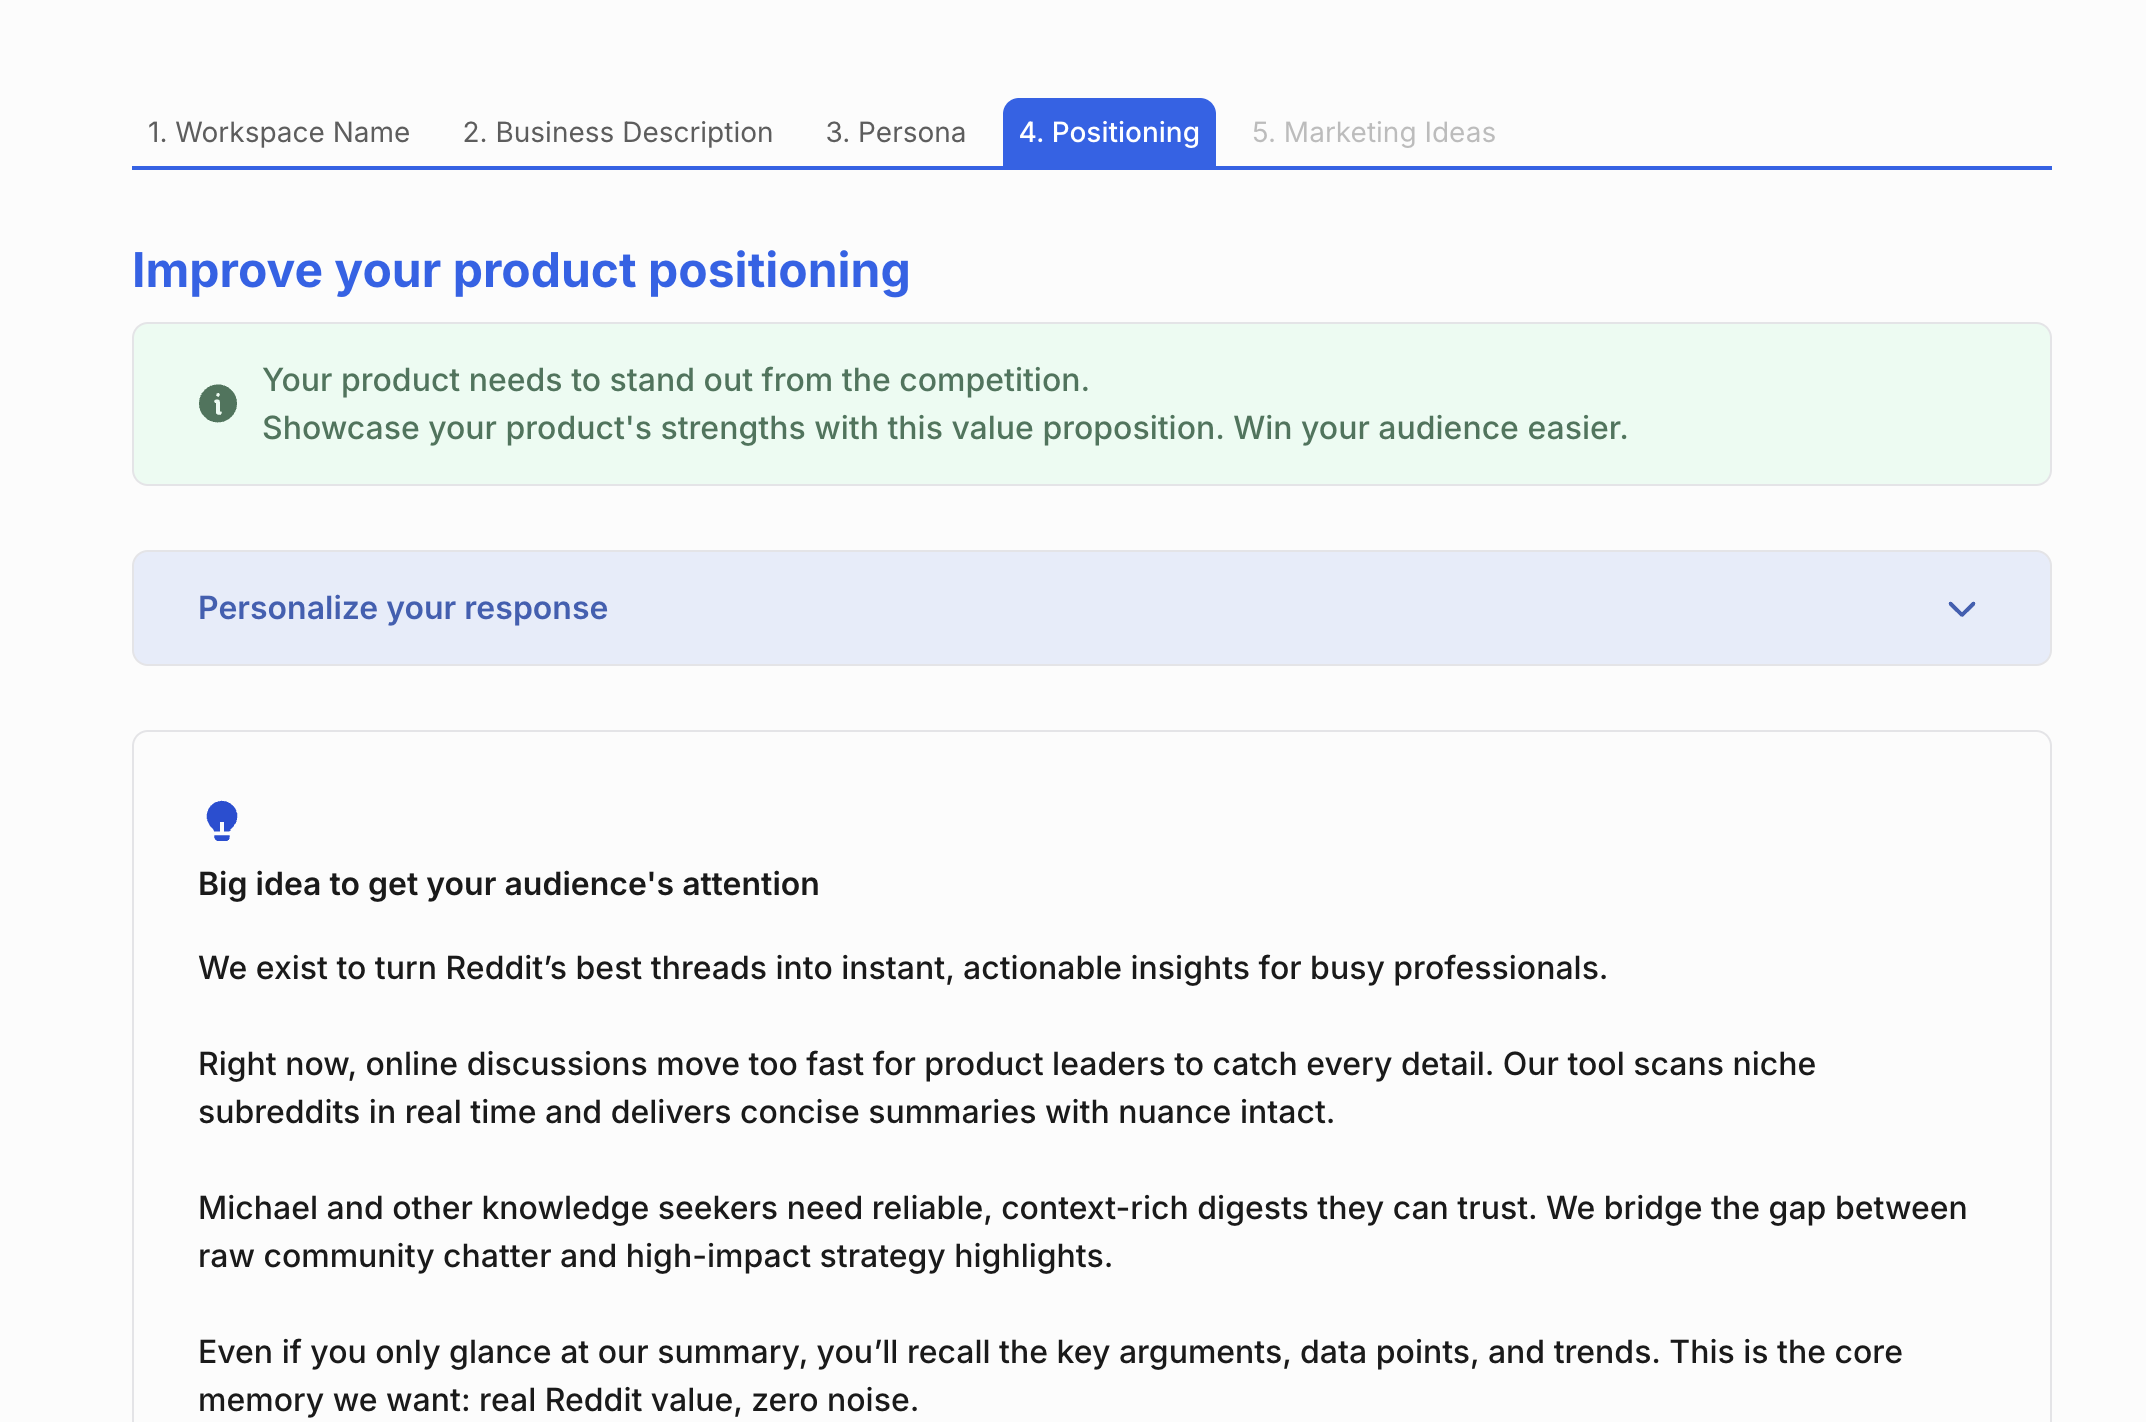 1. Workspace Name
2. Business Description
3. Persona
4. Positioning
5. Marketing Ideas
Improve your product positioning
Your product needs to stand out from the competition.
Showcase your product's strengths with this value proposition. Win your audience easier.
Personalize your response
Big idea to get your audience's attention
We exist to turn Reddit’s best threads into instant, actionable insights for busy professionals.
Right now, online discussions move too fast for product leaders to catch every detail. Our tool scans niche
subreddits in real time and delivers concise summaries with nuance intact.
Michael and other knowledge seekers need reliable, context-rich digests they can trust. We bridge the gap between
raw community chatter and high-impact strategy highlights.
Even if you only glance at our summary, you’ll recall the key arguments, data points, and trends. This is the core
memory we want: real Reddit value, zero noise.